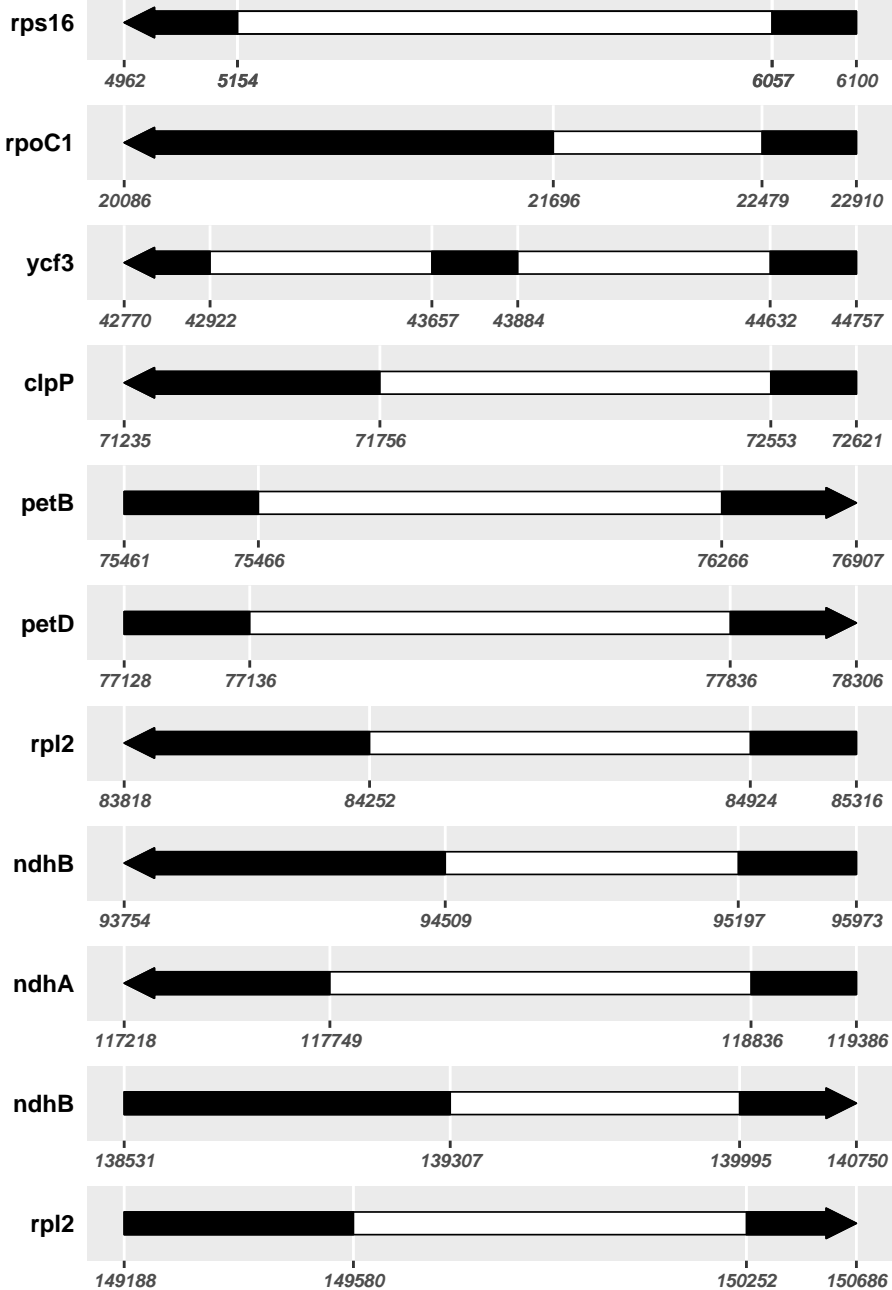 rps16
4962 5154 6057 6100
rpoC1
20086 21696 22479 22910
ycf3
42770 42922 43657 43884 44632 44757
clpP
71235 71756 72553 72621
petB
75461 75466 76266 76907
petD
77128 77136 77836 78306
rpl2
83818 84252 84924 85316
ndhB
93754 94509 95197 95973
ndhA
117218 117749 118836 119386
ndhB
138531 139307 139995 140750
rpl2
149188 149580 150252 150686